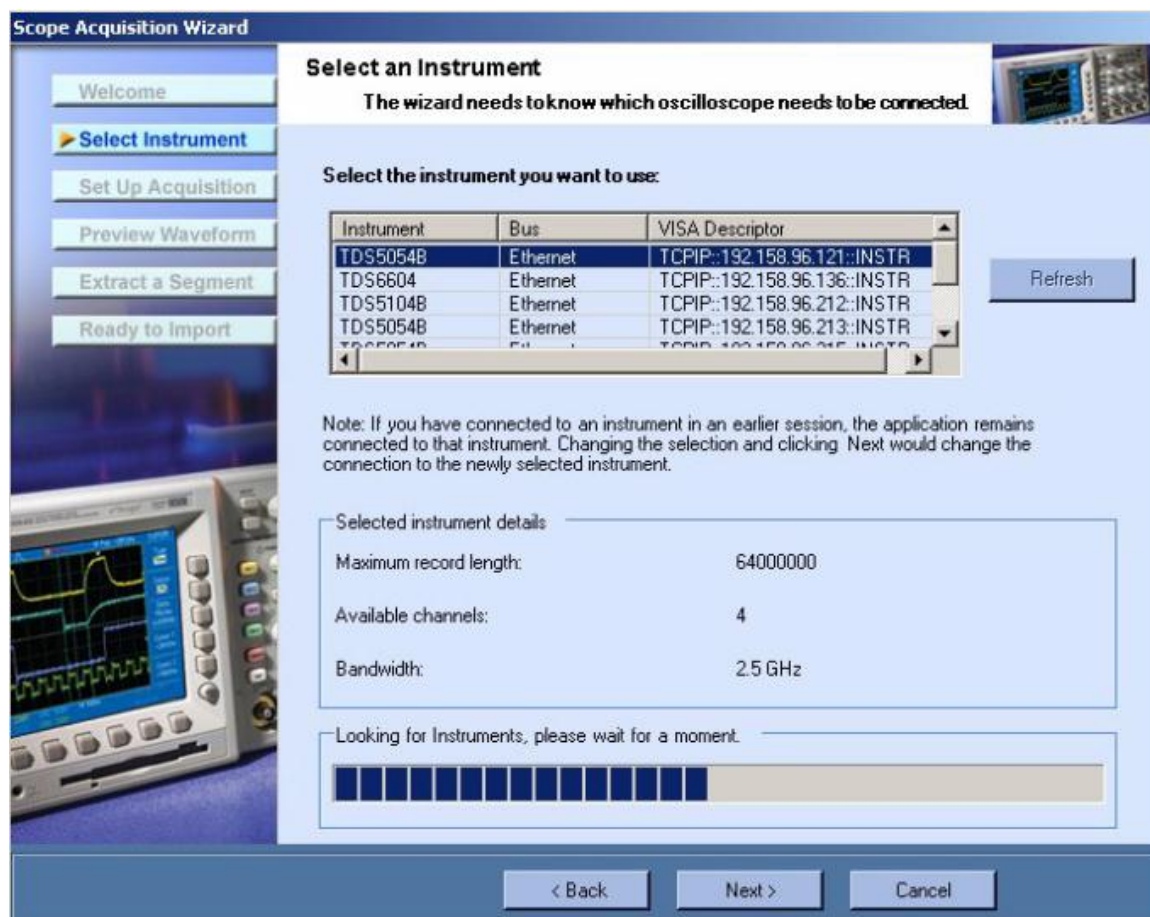 Scope Acquisition Wizard
Welcome
Select Instrument
Set Up Acquisition
Preview Waveform
Extract a Segment
Ready to Import
Select an Instrument
The wizard needs to know which oscilloscope needs to be connected.
Select the instrument you want to use:
Instrument Bus VISA Descriptor
TDS5054B Ethernet TCPIP::192.158.96.121::INSTR
TDS6604 Ethernet TCPIP::192.158.96.136::INSTR
TDS5104B Ethernet TCPIP::192.158.96.212::INSTR
TDS5054B Ethernet TCPIP::192.158.96.213::INSTR
Refresh
Note: If you have connected to an instrument in an earlier session, the application remains
connected to that instrument. Changing the selection and clicking Next would change the
connection to the newly selected instrument.
Selected instrument details
Maximum record length: 64000000
Available channels: 4
Bandwidth: 2.5 GHz
Looking for Instruments, please wait for a moment.
< Back Next > Cancel